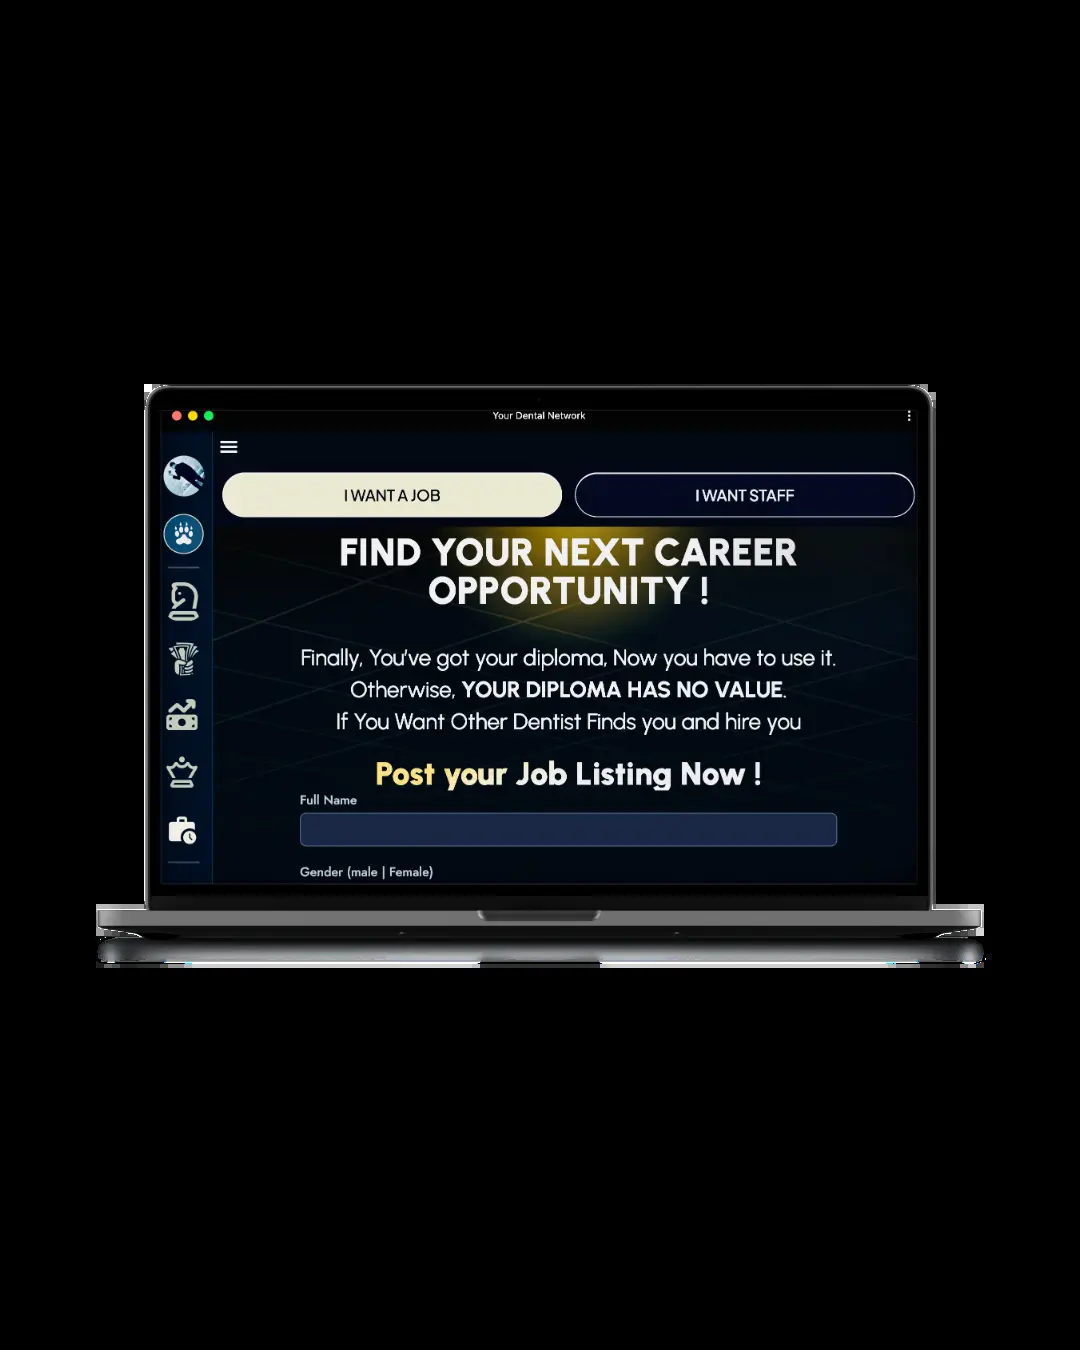 Your Dental Network
I WANT A JOB
I WANT STAFF
FIND YOUR NEXT CAREER
OPPORTUNITY !
Finally, You've got your diploma, Now you have to use it.
Otherwise, YOUR DIPLOMA HAS NO VALUE.
If You Want Other Dentist Finds you and hire you
Post your Job Listing Now !
Full Name
Gender (male | Female)